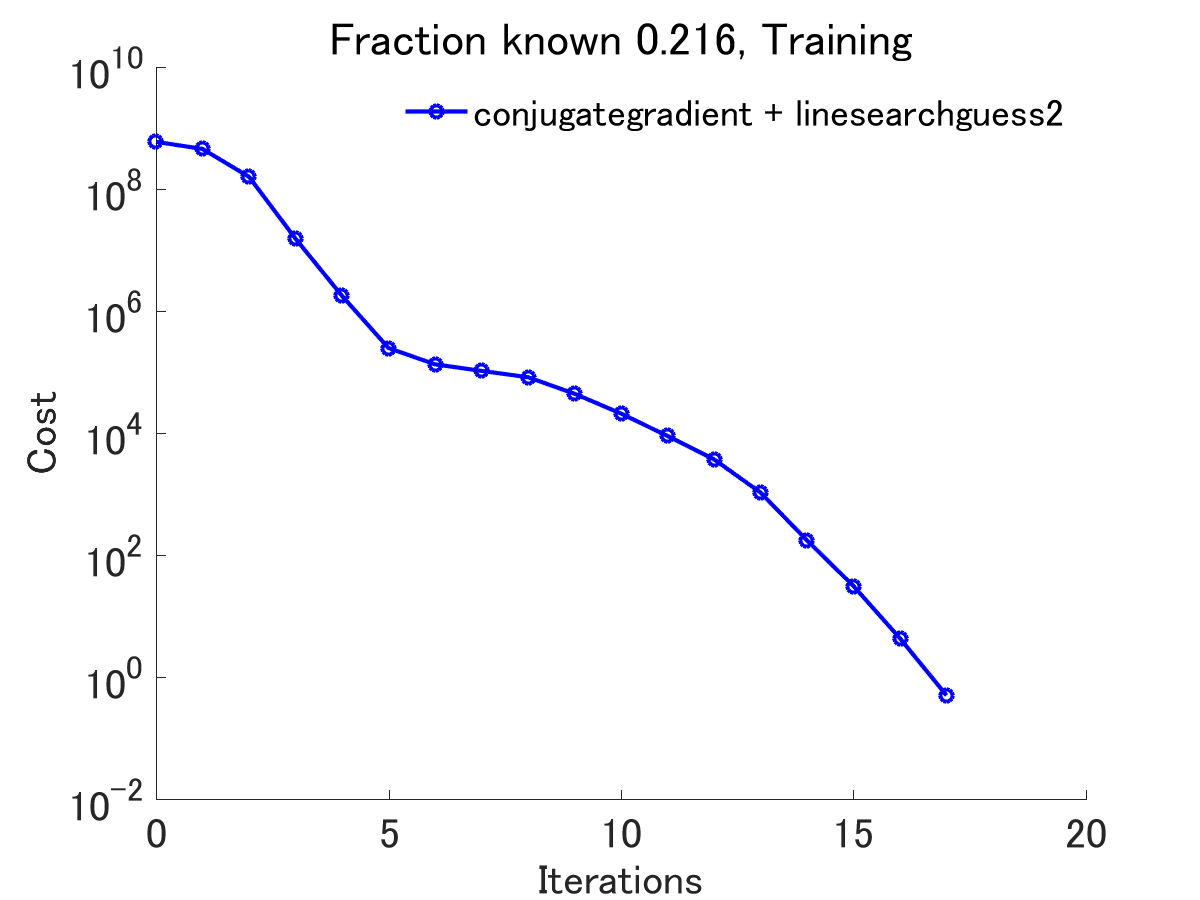 Fraction known 0.216, Training
conjugategradient + linesearchguess2
10^10
10^8
10^6
10^4
10^2
10^0
10^-2
Cost
0 5 10 15 20
Iterations